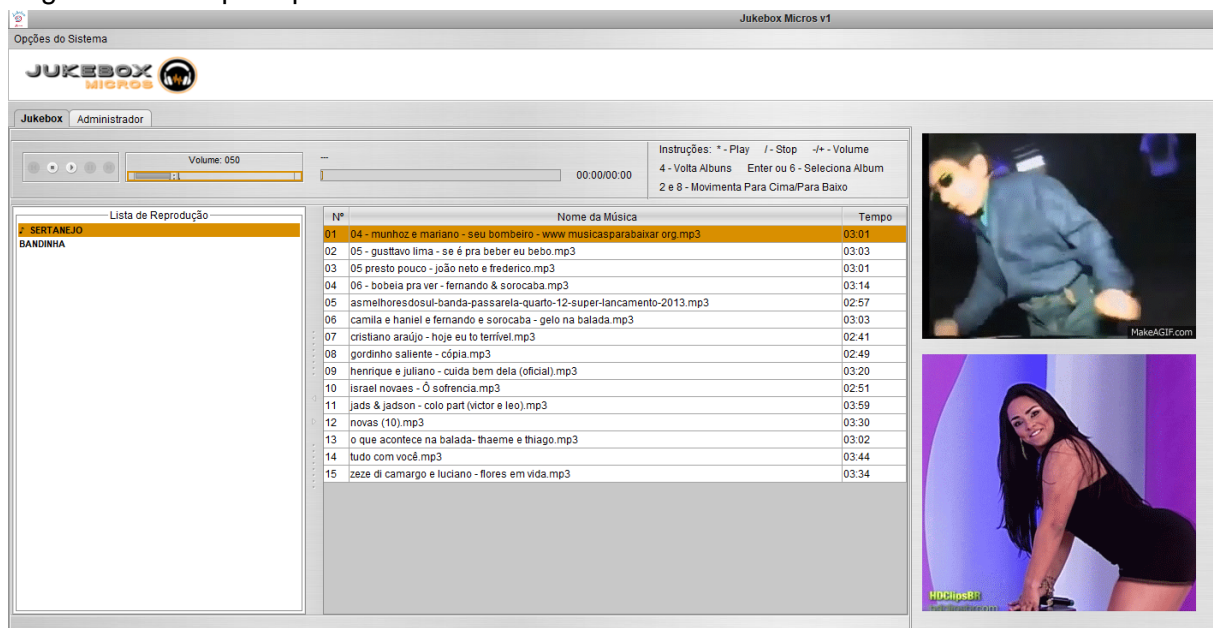 Jukebox Micros v1
Opções do Sistema
JUKEBOX
MICROS
Jukebox Administrador
Volume: 050
--
00:00/00:00
Instruções: * - Play / - Stop -/+ - Volume
4 - Volta Albuns Enter ou 6 - Seleciona Album
2 e 8 - Movimenta Para Cima/Para Baixo
Lista de Reprodução
SERTANEJO
BANDINHA
Nº Nome da Música Tempo
01 04 - munhoz e mariano - seu bombeiro - www musicasparabaixar org.mp3 03:01
02 05 - gusttavo lima - se é pra beber eu bebo.mp3 03:03
03 05 presto pouco - joão neto e frederico.mp3 03:01
04 06 - bobeia pra ver - fernando & sorocaba.mp3 03:14
05 asmelhoresdosul-banda-passarela-quarto-12-super-lancamento-2013.mp3 02:57
06 camila e haniel e fernando e sorocaba - gelo na balada.mp3 03:03
07 cristiano araújo - hoje eu to terrível.mp3 02:41
08 gordinho saliente - cópia.mp3 02:49
09 henrique e juliano - cuida bem dela (oficial).mp3 03:20
10 israel novaes - Ô sofrencia.mp3 02:51
11 jads & jadson - colo part (victor e leo).mp3 03:59
12 novas (10).mp3 03:30
13 o que acontece na balada- thaeme e thiago.mp3 03:02
14 tudo com você.mp3 03:44
15 zeze di camargo e luciano - flores em vida.mp3 03:34
MakeAGIF.com
HDClipsBR